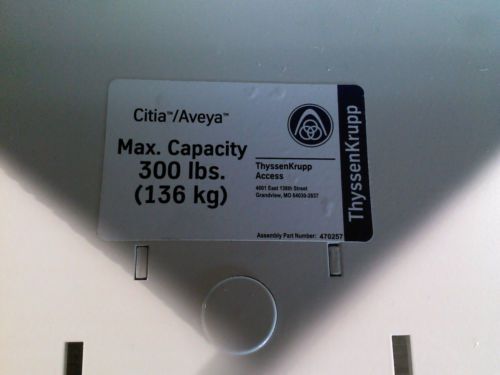 Citia™/Aveya™
Max. Capacity
300 lbs.
(136 kg)
ThyssenKrupp
Access
4001 East 138th Street
Grandview, MO 64030-2837
Assembly Part Number: 470257
ThyssenKrupp